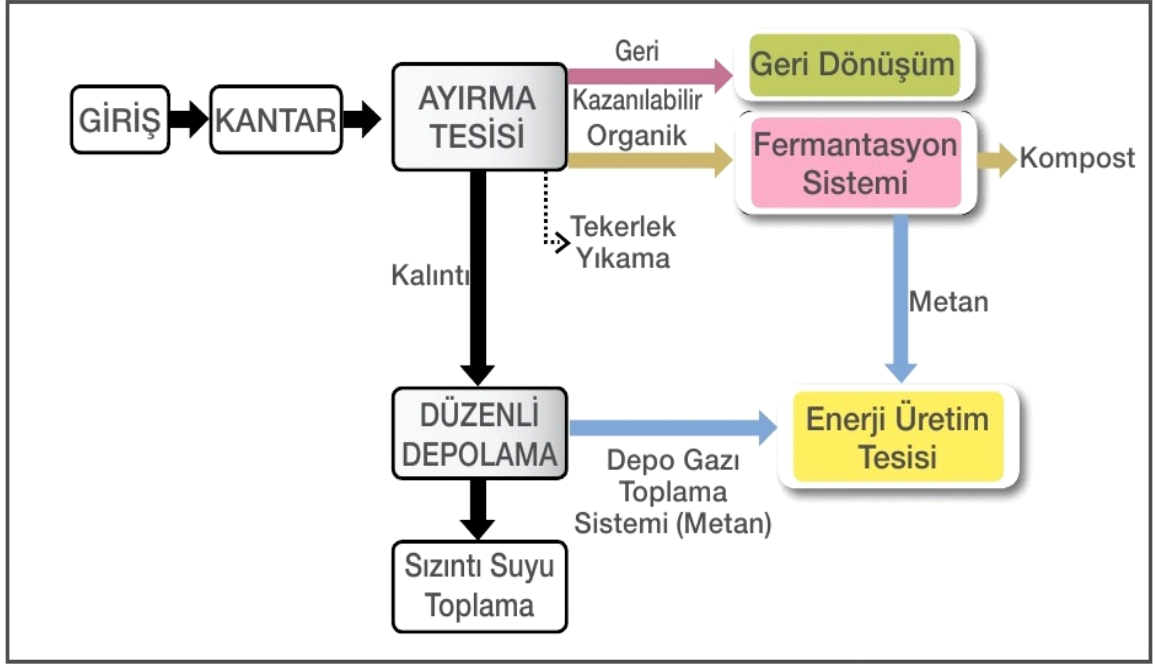 GİRİŞ
KANTAR
AYIRMA
TESİSİ
Geri
Kazanılabilir
Organik
Geri Dönüşüm
Fermantasyon
Sistemi
Kompost
Tekerlek
Yıkama
Kalıntı
Metan
DÜZENLİ
DEPOLAMA
Depo Gazı
Toplama
Sistemi (Metan)
Enerji Üretim
Tesisi
Sızıntı Suyu
Toplama